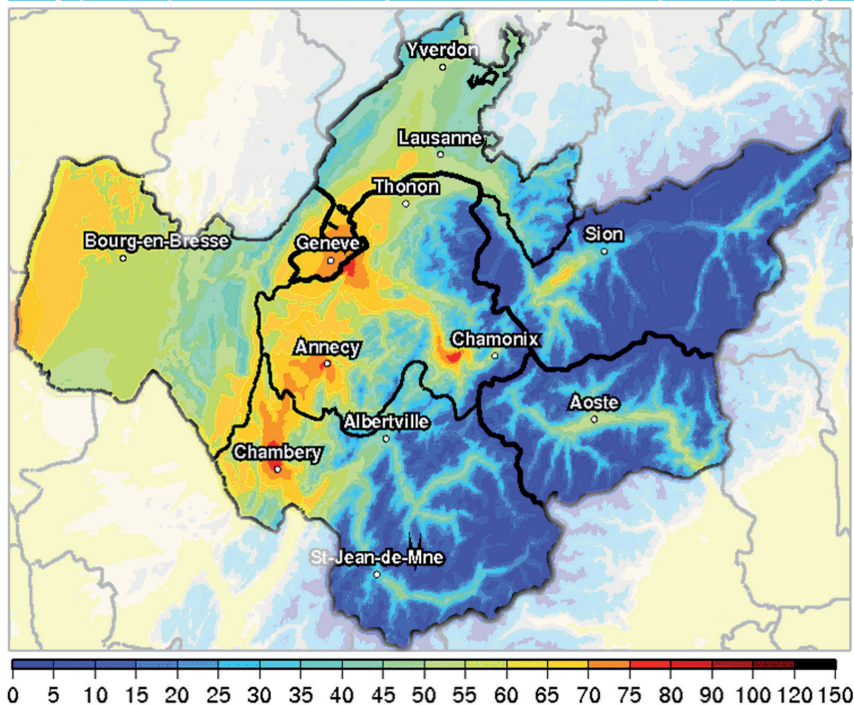 Yverdon
Lausanne
Thonon
Bourg-en-Bresse
Geneve
Sion
Annecy
Chamonix
Albertville
Aoste
Chambery
St-Jean-de-Mne
0 5 10 15 20 25 30 35 40 45 50 55 60 65 70 75 80 90 100 120 150